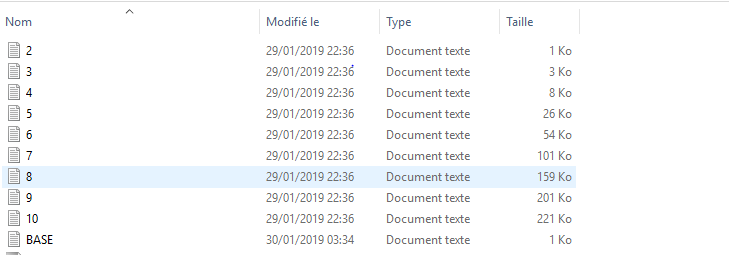 Nom Modifié le Type Taille
2 29/01/2019 22:36 Document texte 1 Ko
3 29/01/2019 22:36 Document texte 3 Ko
4 29/01/2019 22:36 Document texte 8 Ko
5 29/01/2019 22:36 Document texte 26 Ko
6 29/01/2019 22:36 Document texte 54 Ko
7 29/01/2019 22:36 Document texte 101 Ko
8 29/01/2019 22:36 Document texte 159 Ko
9 29/01/2019 22:36 Document texte 201 Ko
10 29/01/2019 22:36 Document texte 221 Ko
BASE 30/01/2019 03:34 Document texte 1 Ko